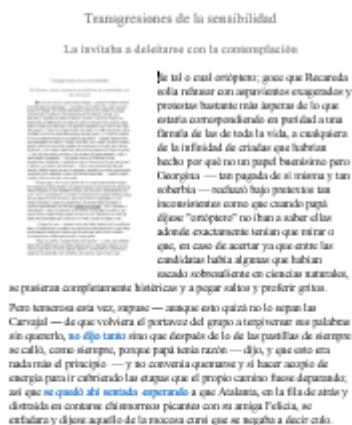 Transgresiones de la sensibilidad
La invitaba a deleitarse con la contemplación
de tal o cual ortóptero; goce que Recareda
solía rehusar con aspavientos exagerados y
protestas bastante más ásperas de lo que
estaría correspondiendo en puridad a una
fámula de las de toda la vida, a cualquiera
de la infinidad de criadas que habrían
hecho por qué no un papel buenísimo pero
Georgina — tan pagada de sí misma y tan
soberbia — rechazó bajo pretextos tan
inconsistentes como que cuando papá
dijese "ortóptero" no iban a saber ellas
adonde exactamente tenían que mirar o
que, en caso de acertar ya que entre las
candidatas había algunas que habían
sacado sobresaliente en ciencias naturales,
se pusieran completamente histéricas y a pegar saltos y proferir gritos.
Pero temerosa esta vez, supuse — aunque esto quizá no lo sepan las
Carvajal — de que volviera el portavoz del grupo a tergiversar sus palabras
sin quererlo, no dijo tanto sino que después de lo de las pastillas de siempre
se calló, como siempre, porque papá tenía razón — dijo, y que esto era
nada más el principio — y no convenía quemarse y sí hacer acopio de
energía para ir cubriendo las etapas que el propio camino fuese deparando;
así que se quedó ahí sentada esperando a que Atalanta, en la fila de atrás y
distraída en contarse chismorreos picantes con su amiga Felicia, se
enfadara y dijese aquello de la mocosa cursi que se negaba a decir culo.